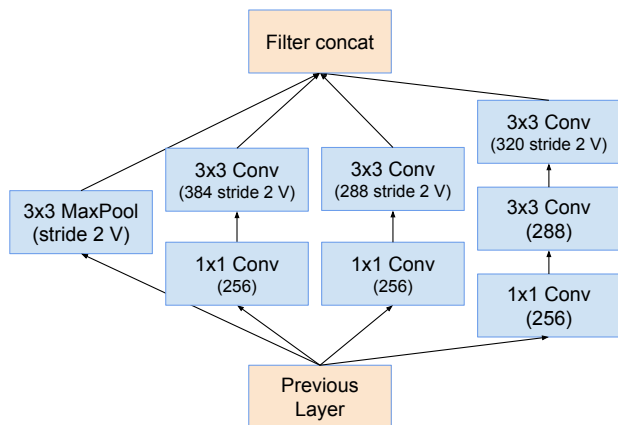 Filter concat
3x3 MaxPool
(stride 2 V)
3x3 Conv
(384 stride 2 V)
1x1 Conv
(256)
3x3 Conv
(288 stride 2 V)
1x1 Conv
(256)
3x3 Conv
(320 stride 2 V)
3x3 Conv
(288)
1x1 Conv
(256)
Previous
Layer